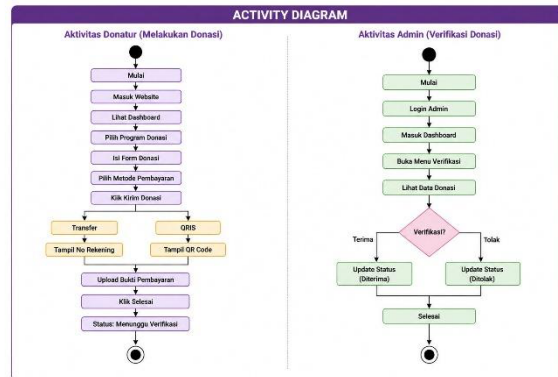 ACTIVITY DIAGRAM
Aktivitas Donatur (Melakukan Donasi)
Mulai
Masuk Website
Lihat Dashboard
Pilih Program Donasi
Isi Form Donasi
Pilih Metode Pembayaran
Klik Kirim Donasi
Transfer
QRIS
Tampil No Rekening
Tampil QR Code
Upload Bukti Pembayaran
Klik Selesai
Status: Menunggu Verifikasi
Aktivitas Admin (Verifikasi Donasi)
Mulai
Login Admin
Masuk Dashboard
Buka Menu Verifikasi
Lihat Data Donasi
Verifikasi?
Terima
Tolak
Update Status
(Diterima)
Update Status
(Ditolak)
Selesai